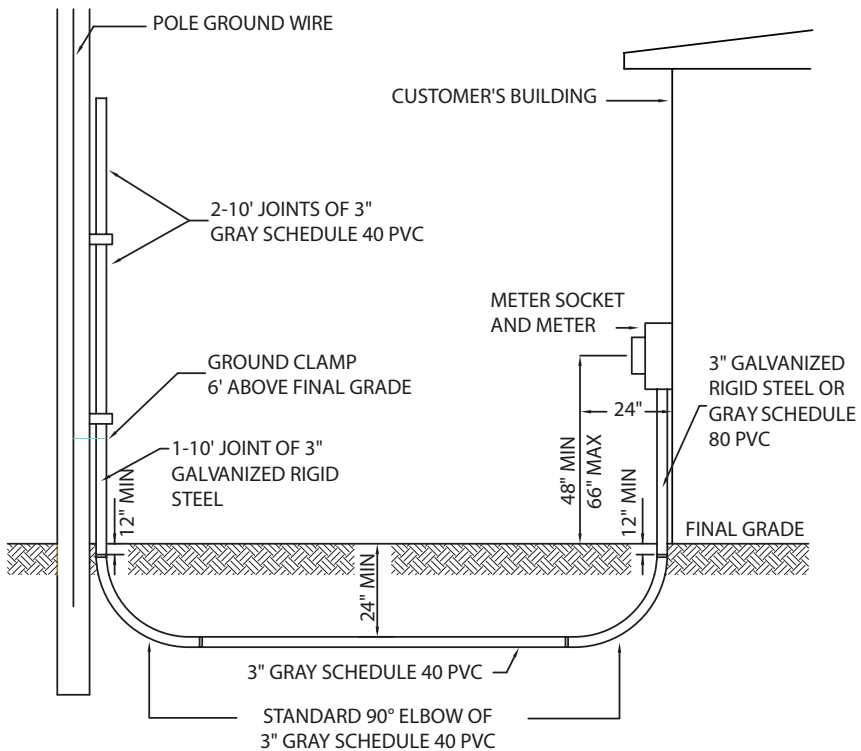 POLE GROUND WIRE
CUSTOMER'S BUILDING
2-10' JOINTS OF 3"
GRAY SCHEDULE 40 PVC
METER SOCKET
AND METER
GROUND CLAMP
6' ABOVE FINAL GRADE
3" GALVANIZED
RIGID STEEL OR
GRAY SCHEDULE
80 PVC
24"
1-10' JOINT OF 3"
GALVANIZED RIGID
STEEL
12" MIN
48" MIN
66" MAX
12" MIN
FINAL GRADE
24" MIN
3" GRAY SCHEDULE 40 PVC
STANDARD 90° ELBOW OF
3" GRAY SCHEDULE 40 PVC